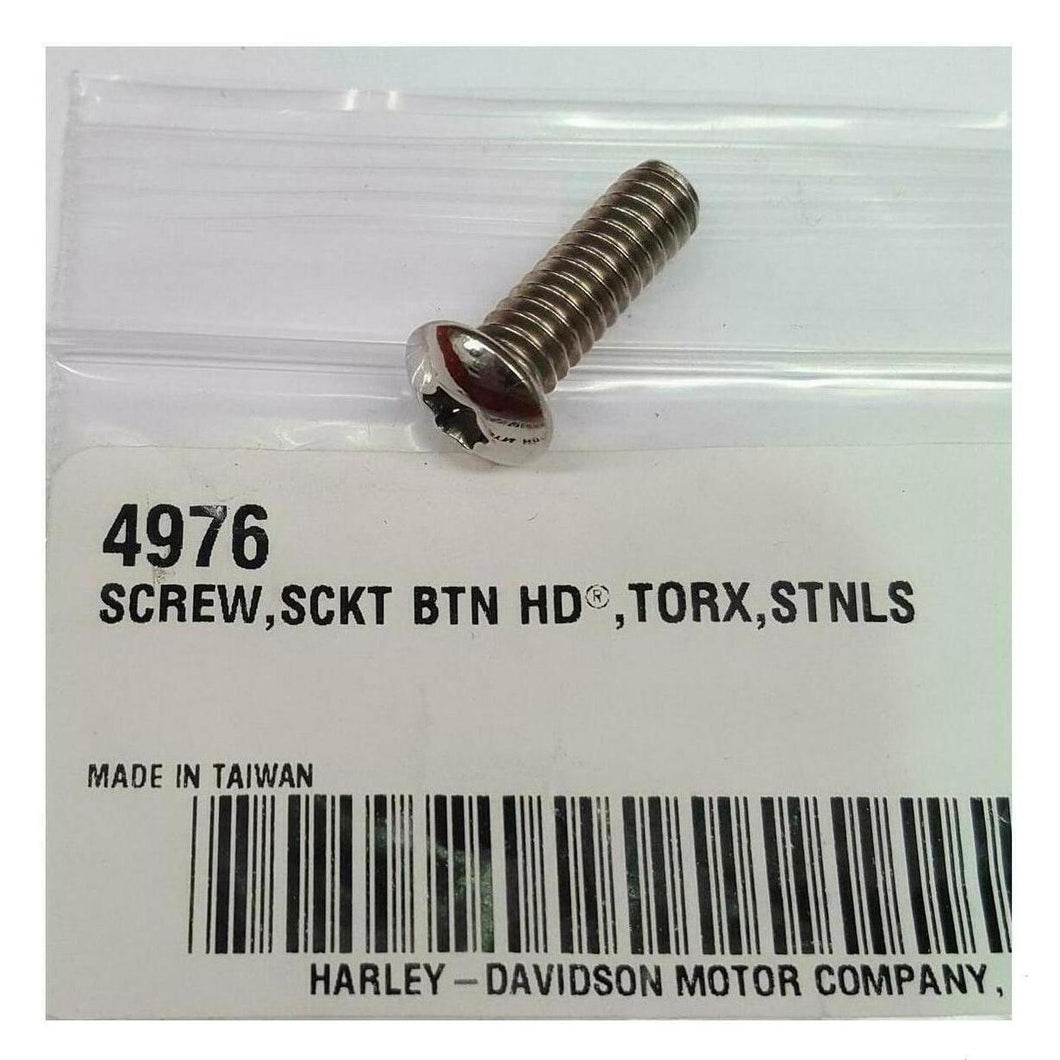 4976
SCREW,SCKT BTN HD®,TORX,STNLS
MADE IN TAIWAN
HARLEY-DAVIDSON MOTOR COMPANY,